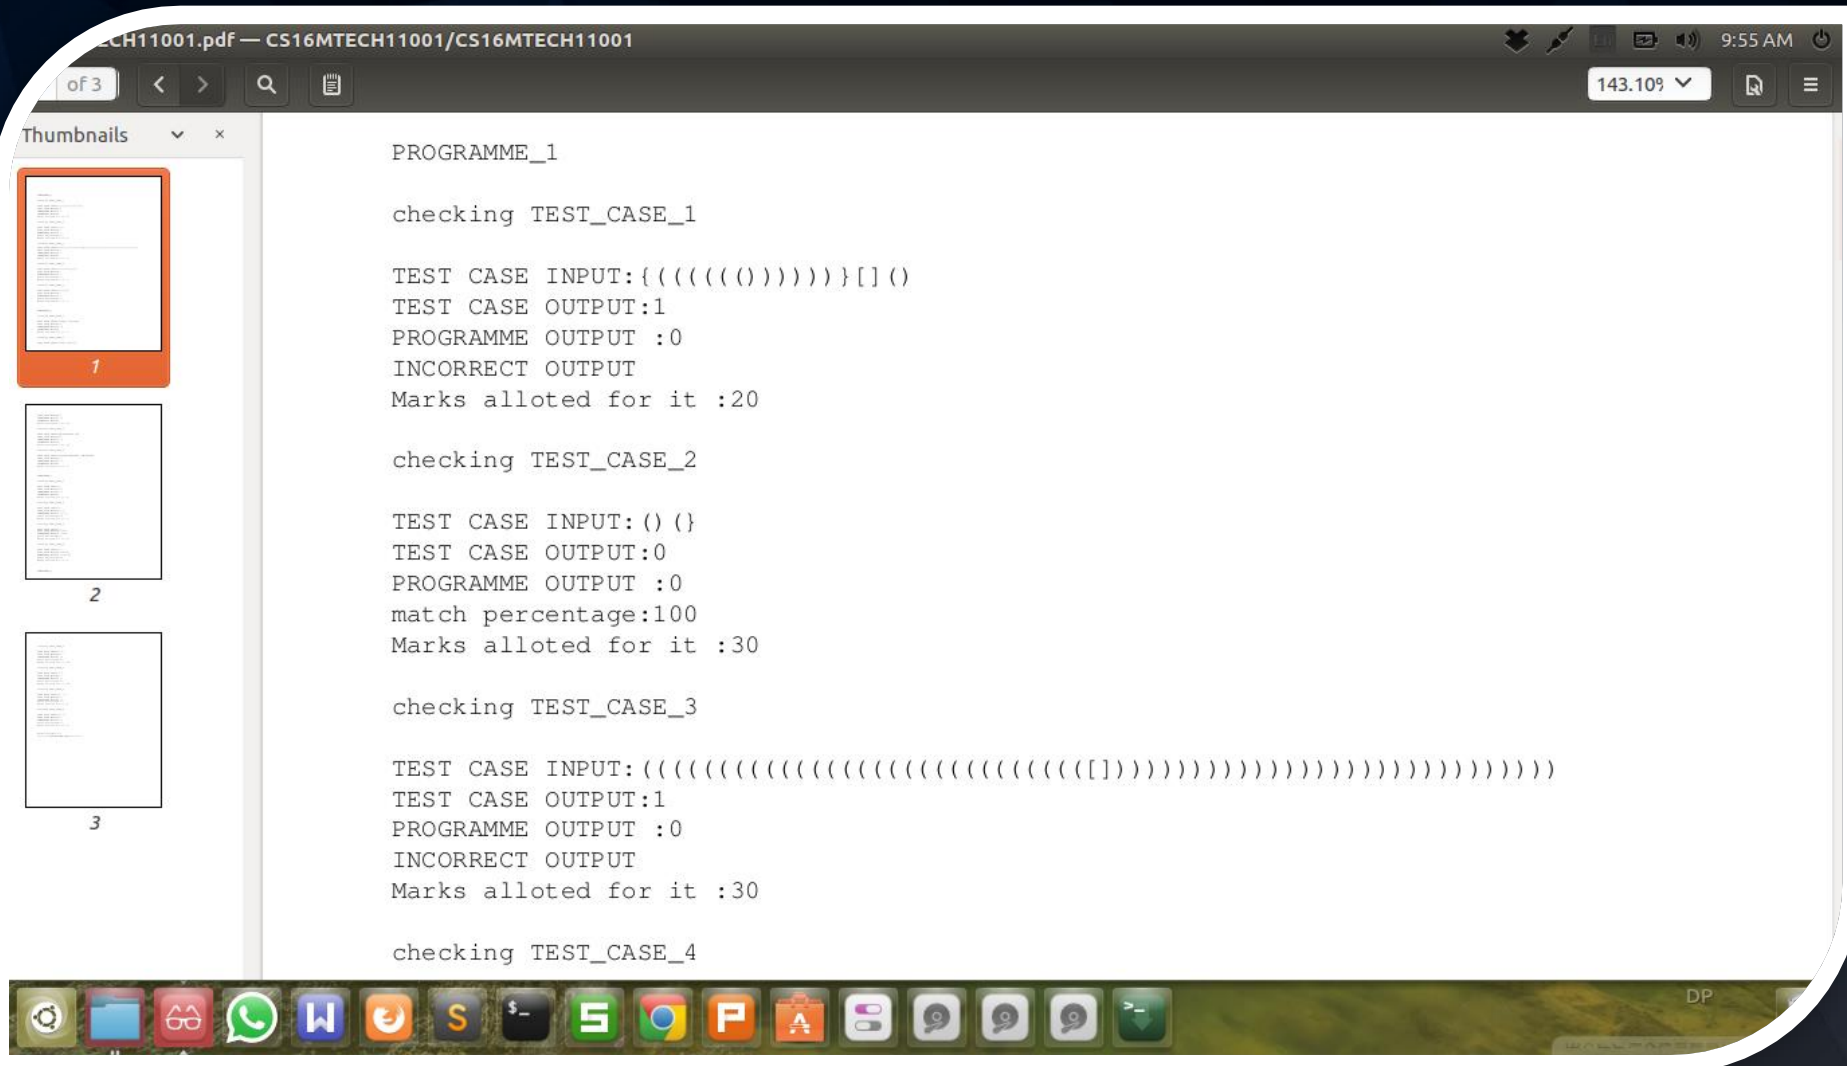 ECH11001.pdf — CS16MTECH11001/CS16MTECH11001
9:55 AM
of 3
143.10%
Thumbnails
1
2
3
PROGRAMME_1
checking TEST_CASE_1
TEST CASE INPUT:{(((((())))))}[]()
TEST CASE OUTPUT:1
PROGRAMME OUTPUT :0
INCORRECT OUTPUT
Marks alloted for it :20
checking TEST_CASE_2
TEST CASE INPUT:()(}
TEST CASE OUTPUT:0
PROGRAMME OUTPUT :0
match percentage:100
Marks alloted for it :30
checking TEST_CASE_3
TEST CASE INPUT:((((((((((((((((((((((((((((([])))))))))))))))))))))))))))))
TEST CASE OUTPUT:1
PROGRAMME OUTPUT :0
INCORRECT OUTPUT
Marks alloted for it :30
checking TEST_CASE_4
DP